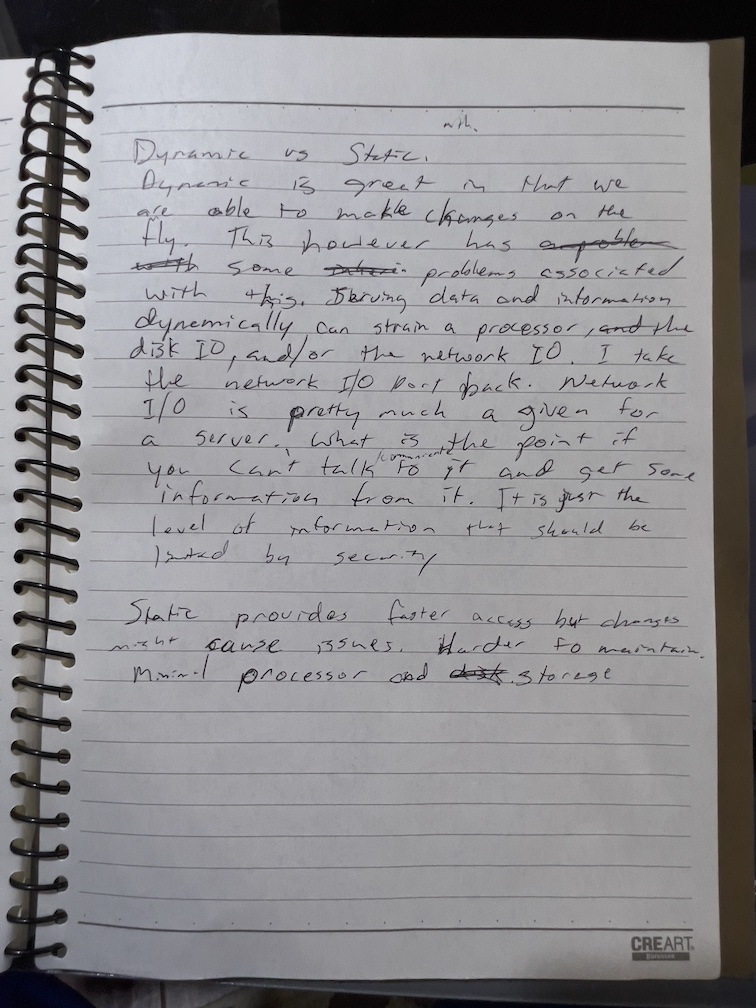 Dynamic vs Static.
Dynamic is great in that we
are able to make changes on the
fly. This however has a problem
with some problems associated
with this. Serving data and information
dynamically can strain a processor, and the
disk IO, and/or the network IO. I take
the network I/O part back. Network
I/O is pretty much a given for
a server. What is the point if
communicate
you can't talk to it and get some
information from it. It is just the
level of information that should be
limited by security
Static provides faster access but changes
might cause issues. Harder to maintain.
Minimal processor and disk storage
CREART